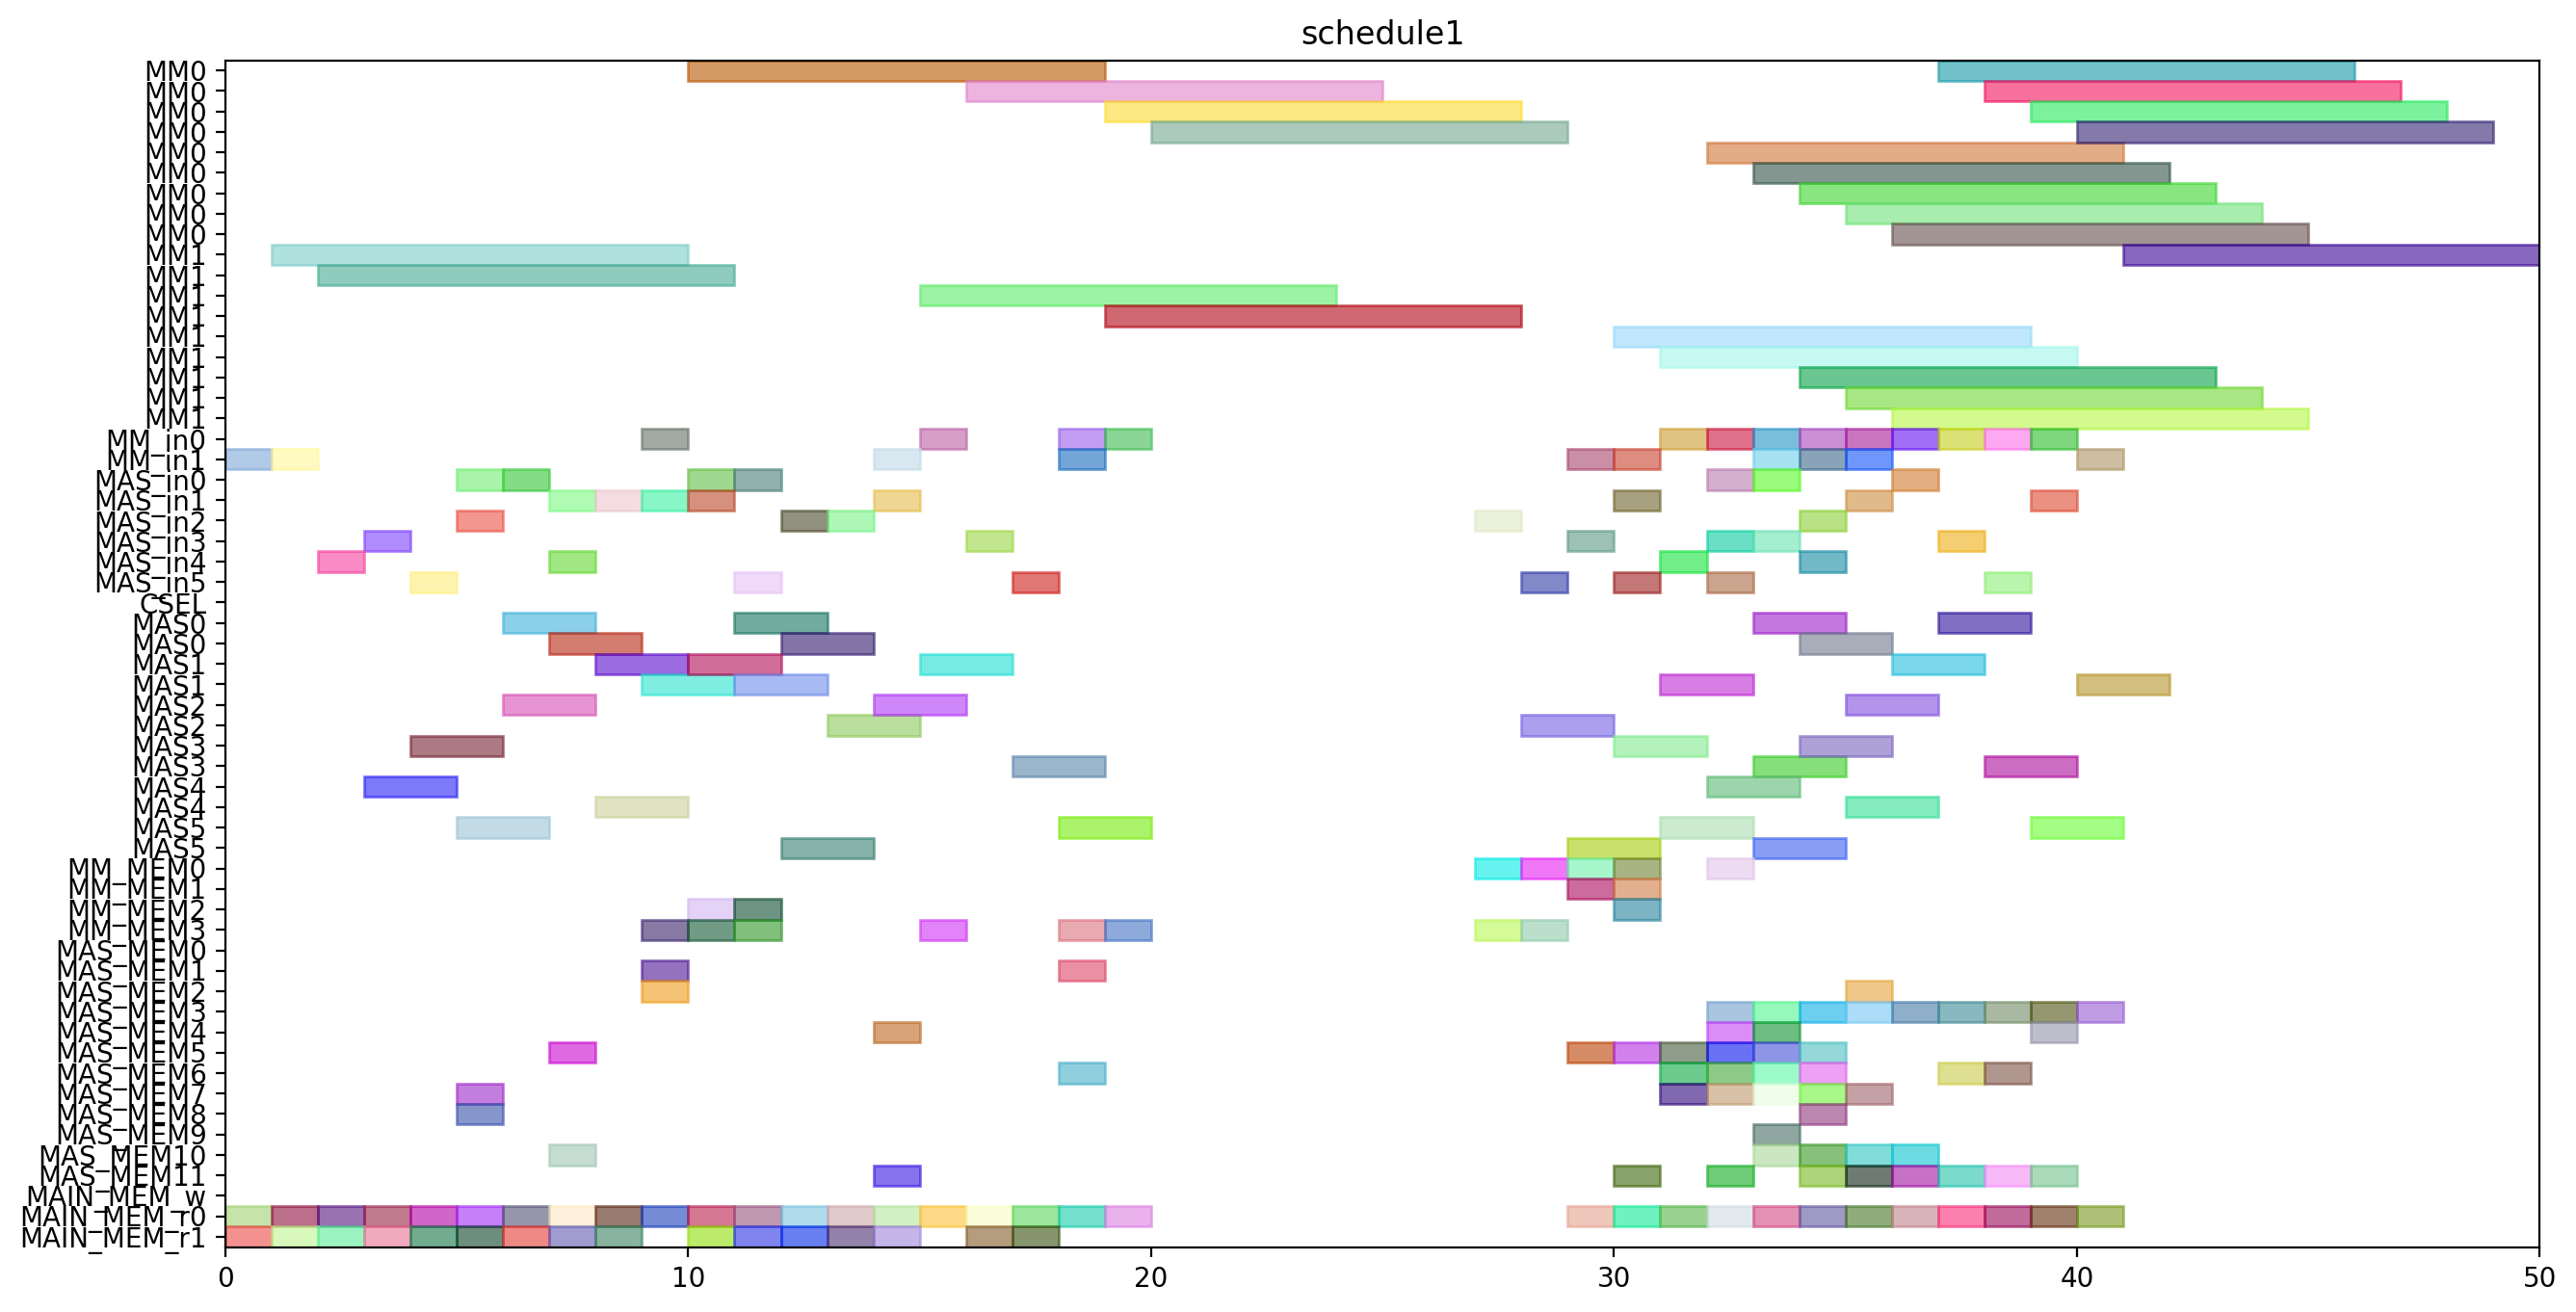 schedule1
MM0
MM0
MM0
MM0
MM0
MM0
MM0
MM0
MM0
MM1
MM1
MM1
MM1
MM1
MM1
MM1
MM1
MM1
MM_in0
MM_in1
MAS_in0
MAS_in1
MAS_in2
MAS_in3
MAS_in4
MAS_in5
CSEL
MAS0
MAS0
MAS1
MAS1
MAS2
MAS2
MAS3
MAS3
MAS4
MAS4
MAS5
MAS5
MM_MEM0
MM_MEM1
MM_MEM2
MM_MEM3
MAS_MEM0
MAS_MEM1
MAS_MEM2
MAS_MEM3
MAS_MEM4
MAS_MEM5
MAS_MEM6
MAS_MEM7
MAS_MEM8
MAS_MEM9
MAS_MEM10
MAS_MEM11
MAIN_MEM_w
MAIN_MEM_r0
MAIN_MEM_r1
0 10 20 30 40 50